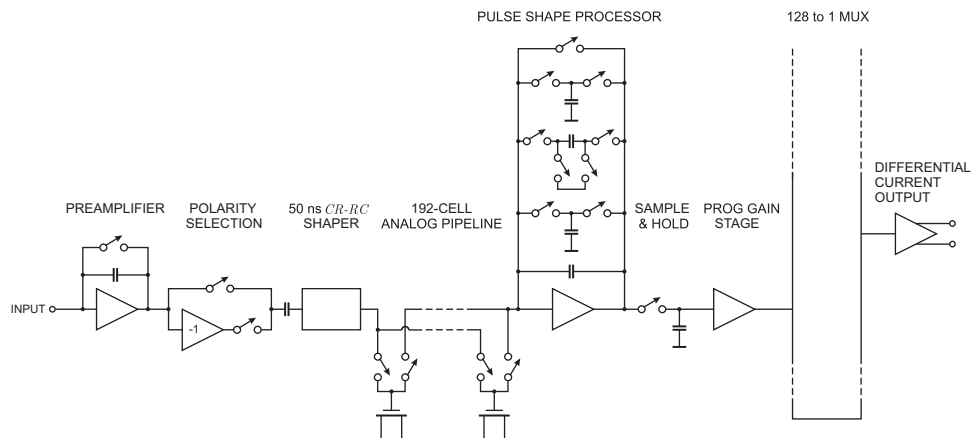 PULSE SHAPE PROCESSOR
128 to 1 MUX
DIFFERENTIAL
CURRENT
OUTPUT
PREAMPLIFIER
POLARITY
SELECTION
50 ns CR-RC
SHAPER
192-CELL
ANALOG PIPELINE
SAMPLE
& HOLD
PROG GAIN
STAGE
INPUT
-1